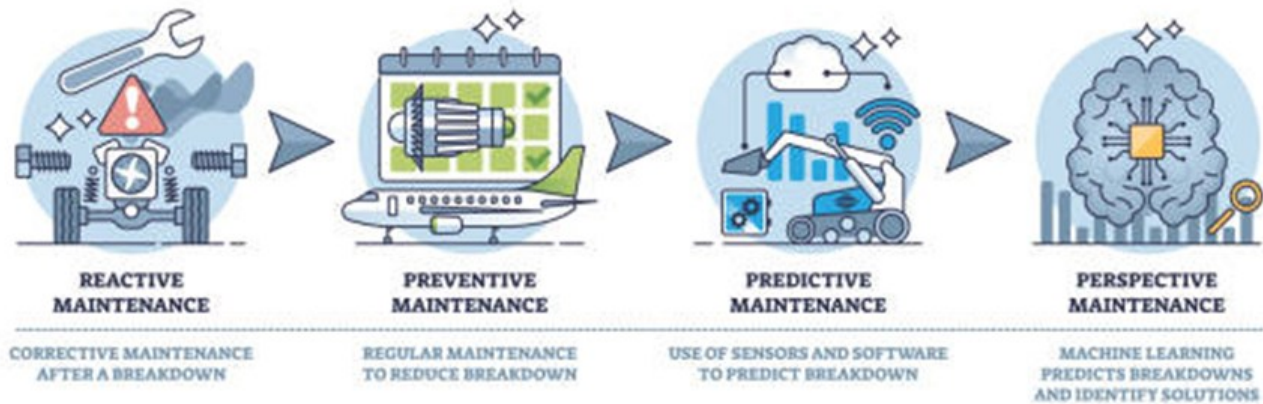 REACTIVE
MAINTENANCE
CORRECTIVE MAINTENANCE
AFTER A BREAKDOWN
PREVENTIVE
MAINTENANCE
REGULAR MAINTENANCE
TO REDUCE BREAKDOWN
PREDICTIVE
MAINTENANCE
USE OF SENSORS AND SOFTWARE
TO PREDICT BREAKDOWN
PERSPECTIVE
MAINTENANCE
MACHINE LEARNING
PREDICTS BREAKDOWNS
AND IDENTIFY SOLUTIONS